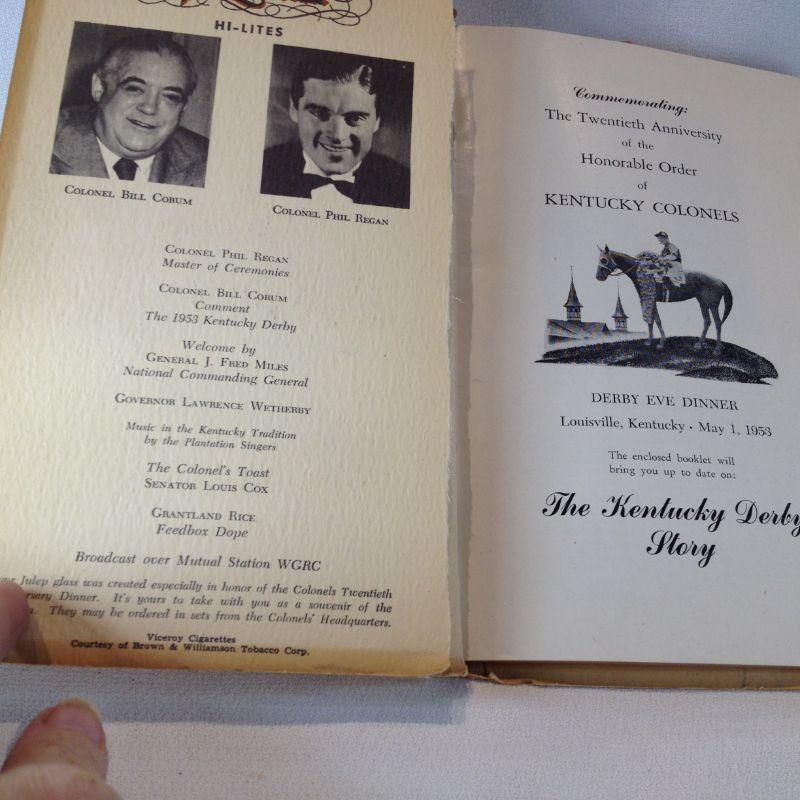 HI-LITES
COLONEL BILL CORUM
COLONEL PHIL REGAN
COLONEL PHIL REGAN
Master of Ceremonies
COLONEL BILL CORUM
Comment
The 1953 Kentucky Derby
Welcome by
GENERAL J. FRED MILES
National Commanding General
GOVERNOR LAWRENCE WETHERBY
Music in the Kentucky Tradition
by the Plantation Singers
The Colonel's Toast
SENATOR LOUIS COX
GRANTLAND RICE
Feedbox Dope
Broadcast over Mutual Station WGRC
Julep glass was created especially in honor of the Colonels Twentieth
Dinner. It's yours to take with you as a souvenir of the
They may be ordered in sets from the Colonels' Headquarters.
Viceroy Cigarettes
Courtesy of Brown & Williamson Tobacco Corp.
Commemorating:
The Twentieth Anniversity
of the
Honorable Order
of
KENTUCKY COLONELS
DERBY EVE DINNER
Louisville, Kentucky • May 1, 1953
The enclosed booklet will
bring you up to date on:
The Kentucky Derby
Story